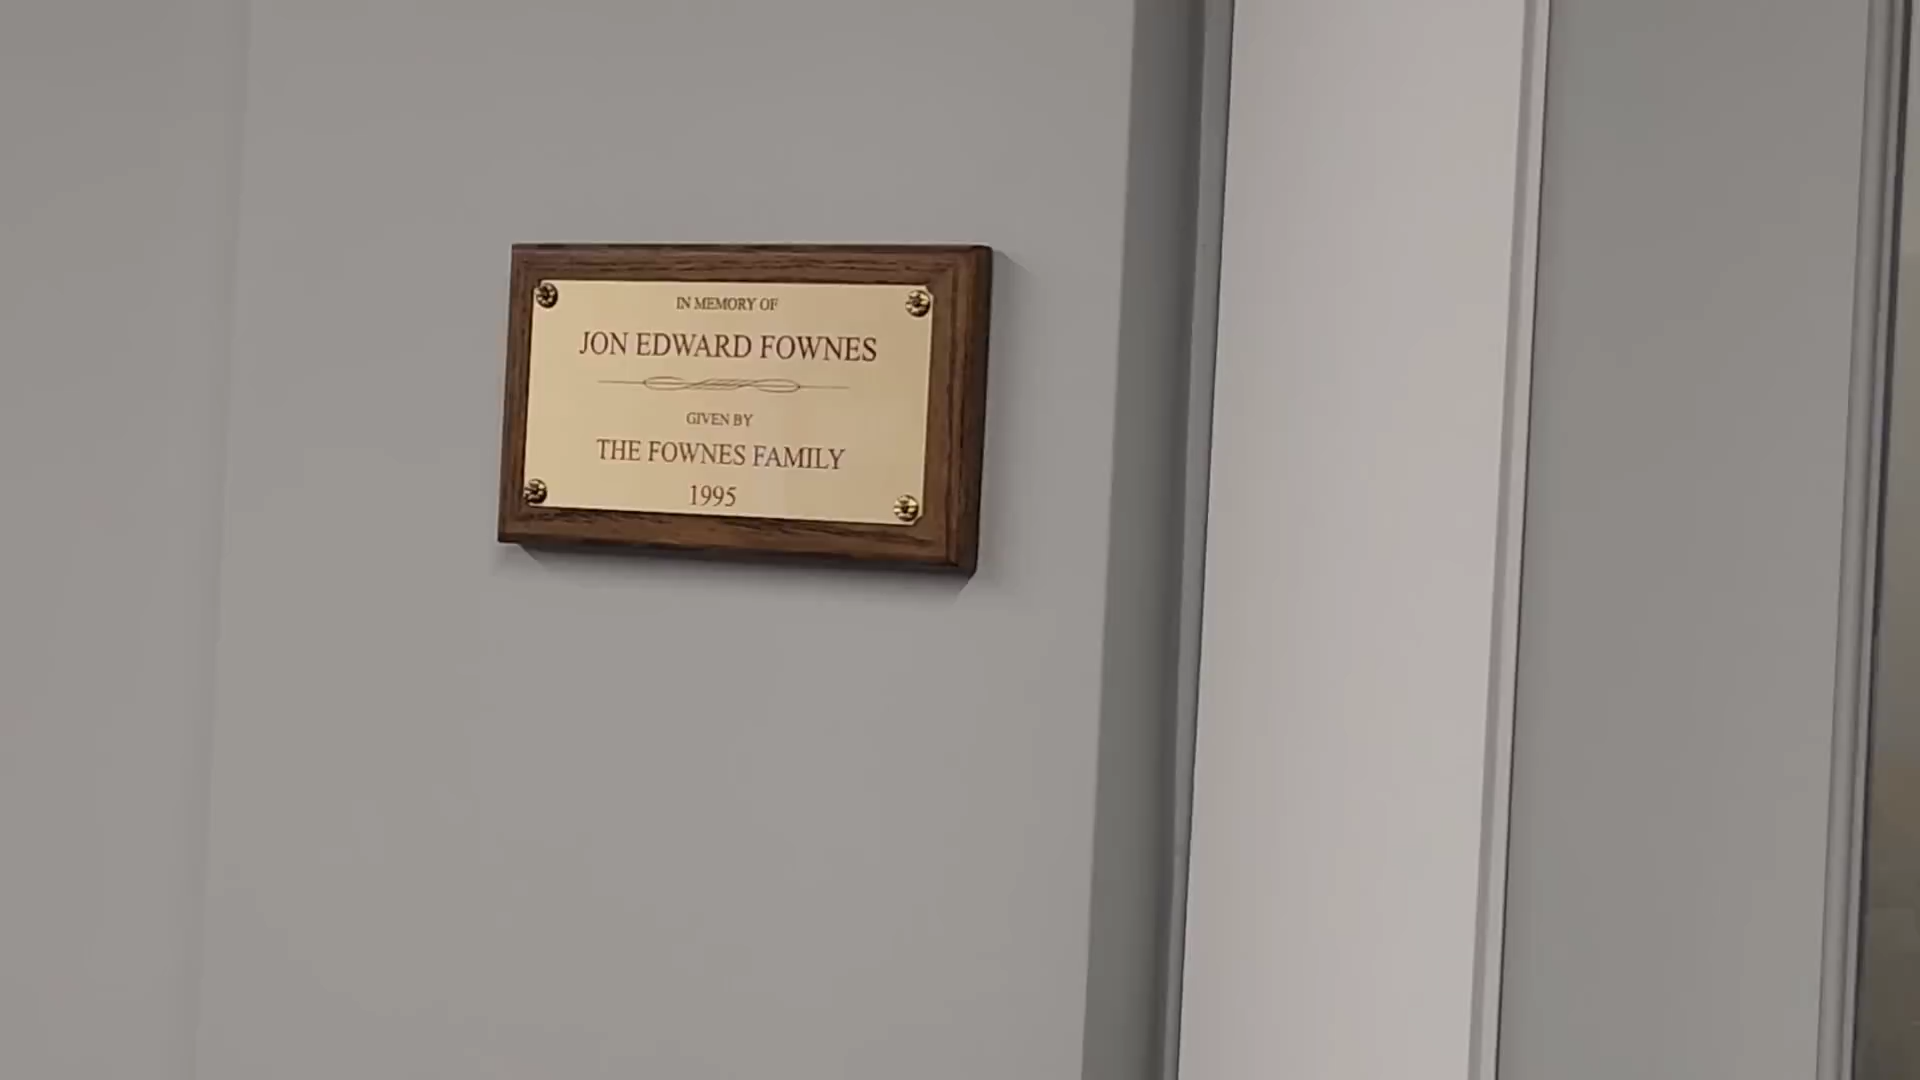 IN MEMORY OF
JON EDWARD FOWNES
GIVEN BY
THE FOWNES FAMILY
1995